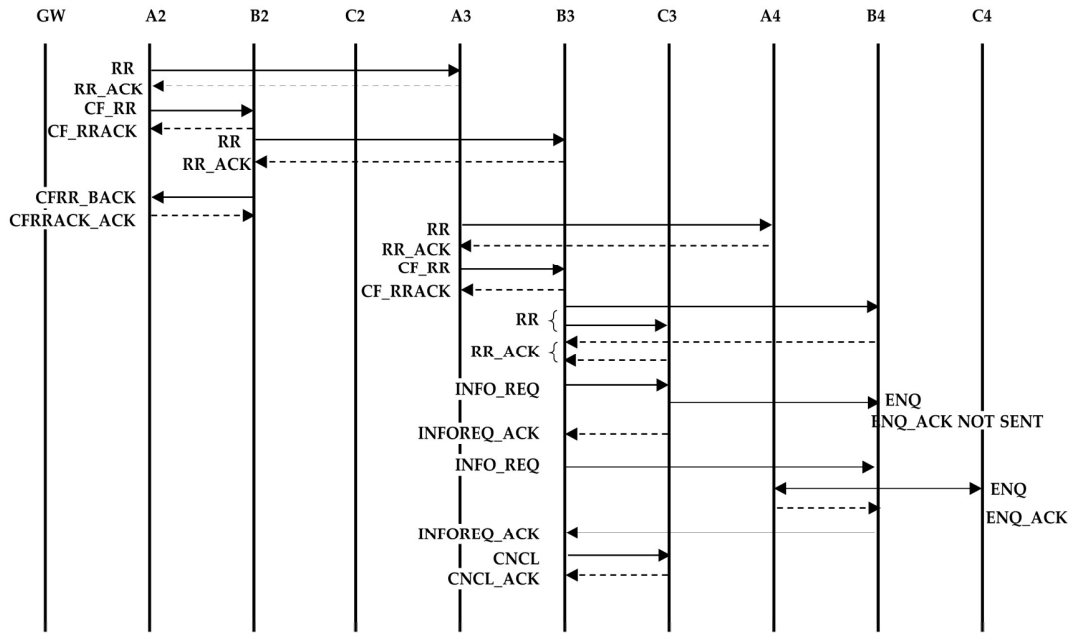 GW A2 B2 C2 A3 B3 C3 A4 B4 C4
RR
RR_ACK
CF_RR
CF_RRACK
RR
RR_ACK
CFRR_BACK
CFRRACK_ACK
RR
RR_ACK
CF_RR
CF_RRACK
RR {
RR_ACK {
INFO_REQ
ENQ
ENQ_ACK NOT SENT
INFOREQ_ACK
INFO_REQ
ENQ
ENQ_ACK
INFOREQ_ACK
CNCL
CNCL_ACK